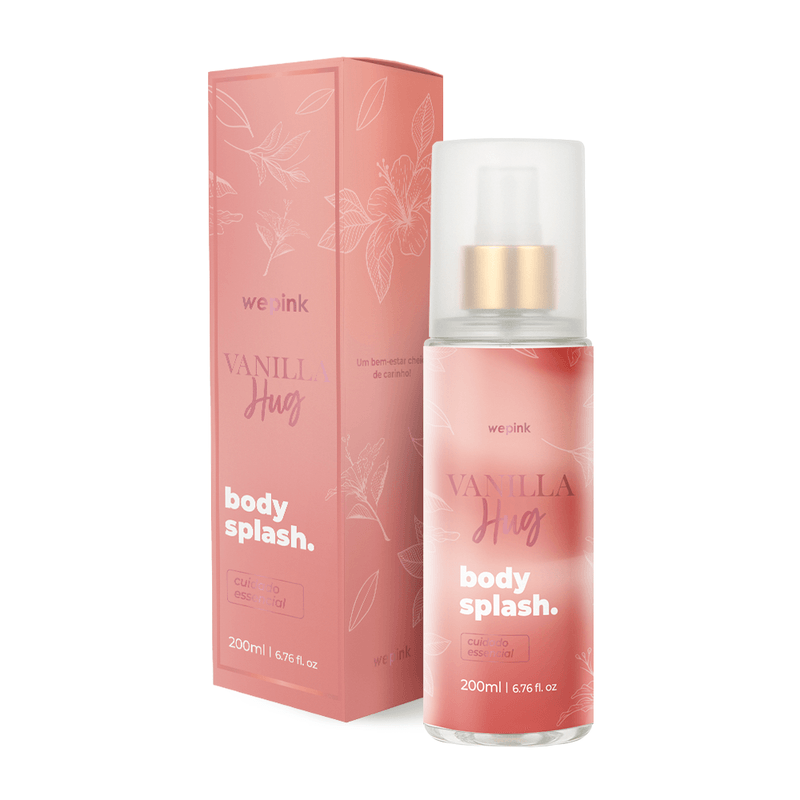 wepink
VANILLA
Hug
body
splash.
cuidado
essencial
200ml | 6.76 fl. oz
Um bem-estar
de carinho!
wepink
wepink
VANILLA
Hug
body
splash.
cuidado
essencial
200ml | 6.76 fl. oz